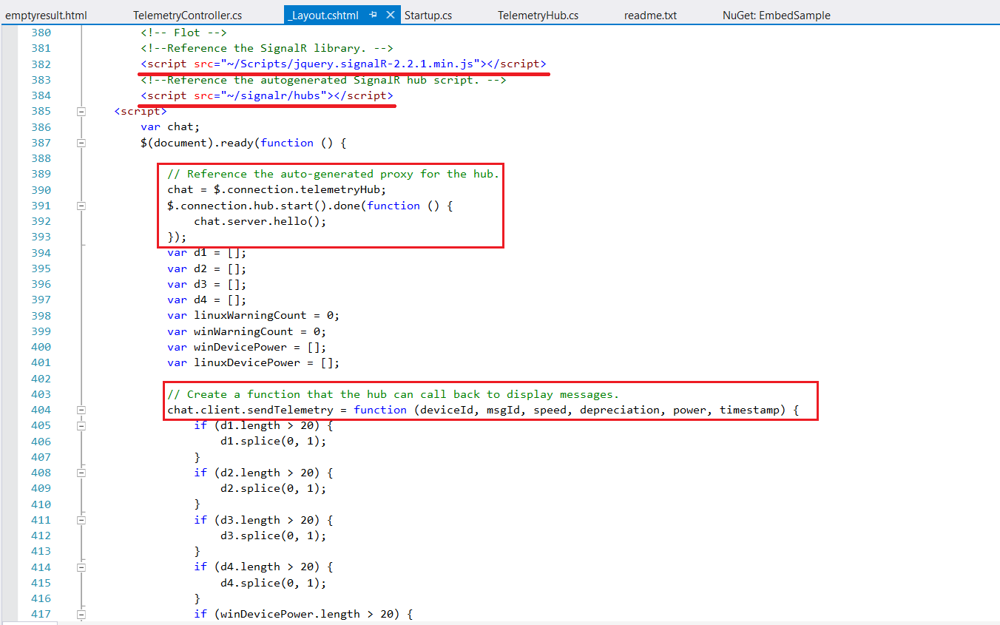 emptyresult.html TelemetryController.cs _Layout.cshtml Startup.cs TelemetryHub.cs readme.txt NuGet: EmbedSample
380 <!-- Flot -->
381 <!--Reference the SignalR library. -->
382 <script src="~/Scripts/jquery.signalR-2.2.1.min.js"></script>
383 <!--Reference the autogenerated SignalR hub script. -->
384 <script src="~/signalr/hubs"></script>
385 <script>
386 var chat;
387 $(document).ready(function () {
388
389 // Reference the auto-generated proxy for the hub.
390 chat = $.connection.telemetryHub;
391 $.connection.hub.start().done(function () {
392 chat.server.hello();
393 });
394 var d1 = [];
395 var d2 = [];
396 var d3 = [];
397 var d4 = [];
398 var linuxWarningCount = 0;
399 var winWarningCount = 0;
400 var winDevicePower = [];
401 var linuxDevicePower = [];
402
403 // Create a function that the hub can call back to display messages.
404 chat.client.sendTelemetry = function (deviceId, msgId, speed, depreciation, power, timestamp) {
405 if (d1.length > 20) {
406 d1.splice(0, 1);
407 }
408 if (d2.length > 20) {
409 d2.splice(0, 1);
410 }
411 if (d3.length > 20) {
412 d3.splice(0, 1);
413 }
414 if (d4.length > 20) {
415 d4.splice(0, 1);
416 }
417 if (winDevicePower.length > 20) {